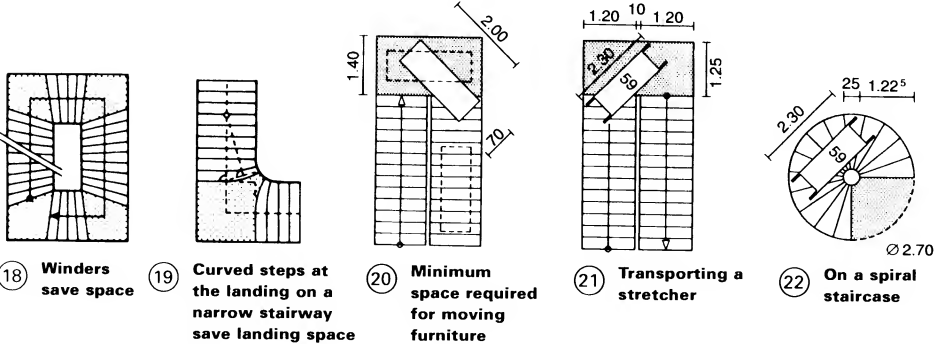 18 Winders
save space
19 Curved steps at
the landing on a
narrow stairway
save landing space
1.40
2.00
70
20 Minimum
space required
for moving
furniture
1.20 10 1 20
2.30
59
1.25
21 Transporting a
stretcher
25 1.22⁵
2.30
59
Ø 2.70
22 On a spiral
staircase